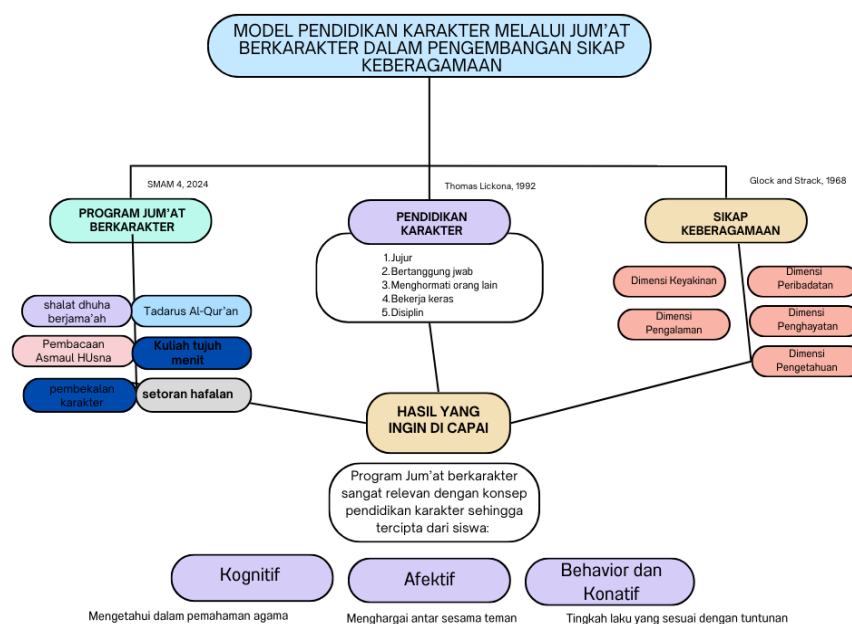 MODEL PENDIDIKAN KARAKTER MELALUI JUM'AT
BERKARAKTER DALAM PENGEMBANGAN SIKAP
KEBERAGAMAAN
SMAM 4, 2024
Thomas Lickona, 1992
Glock and Strack, 1968
PROGRAM JUM'AT
BERKARAKTER
PENDIDIKAN
KARAKTER
SIKAP
KEBERAGAMAAN
1.Jujur
2.Bertanggung jwab
3.Menghormati orang lain
4.Bekerja keras
5.Disiplin
shalat dhuha
berjama'ah
Tadarus Al-Qur'an
Pembacaan
Asmaul HUsna
Kuliah tujuh
menit
pembekalan
karakter
setoran hafalan
Dimensi Keyakinan
Dimensi
Peribadatan
Dimensi
Pengalaman
Dimensi
Penghayatan
Dimensi
Pengetahuan
HASIL YANG
INGIN DI CAPAI
Program Jum'at berkarakter
sangat relevan dengan konsep
pendidikan karakter sehingga
tercipta dari siswa:
Kognitif
Afektif
Behavior dan
Konatif
Mengetahui dalam pemahaman agama
Menghargai antar sesama teman
Tingkah laku yang sesuai dengan tuntunan